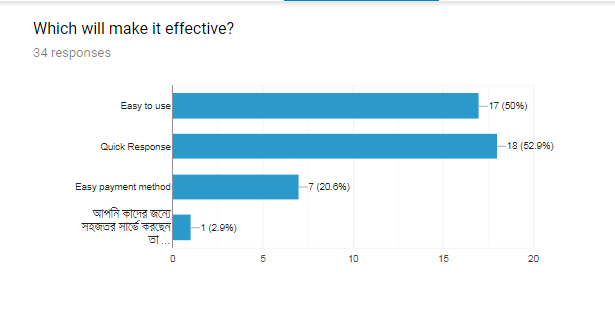 Which will make it effective?
34 responses
Easy to use
17 (50%)
Quick Response
18 (52.9%)
Easy payment method
7 (20.6%)
আপনি কাদের জন্যে
সহজতর সার্ভে করছেন
তা ...
1 (2.9%)
0 5 10 15 20